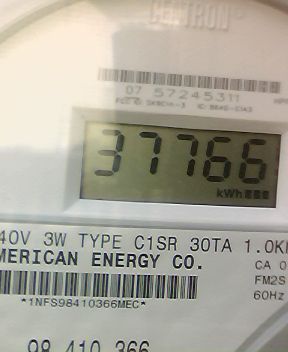 CENTRON
07 57245311
37766
kWh
40V 3W TYPE C1SR 30TA 1.0K
MERICAN ENERGY CO.
CA 0
FM2S
60Hz
*1NFS98410366MEC*
98 410 366